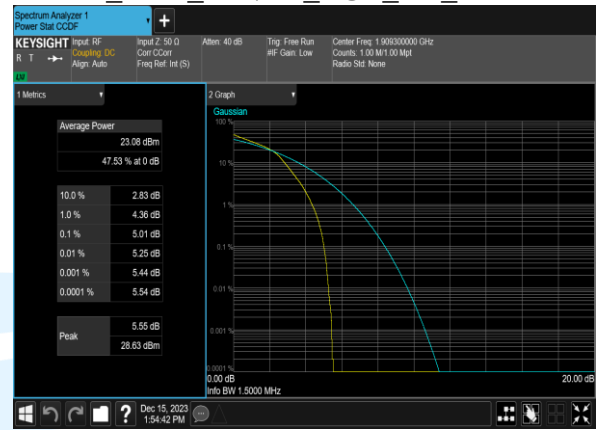 Spectrum Analyzer 1
Power Stat CCDF
+
KEYSIGHT
R T
LV
Input: RF
Coupling: DC
Align: Auto
Input Z: 50 Ω
Corr CCorr
Freq Ref: Int (S)
Atten: 40 dB
Trig: Free Run
#IF Gain: Low
Center Freq: 1.909300000 GHz
Counts: 1.00 M/1.00 Mpt
Radio Std: None
1 Metrics
Average Power
23.08 dBm
47.53 % at 0 dB
10.0 % 2.83 dB
1.0 % 4.36 dB
0.1 % 5.01 dB
0.01 % 5.25 dB
0.001 % 5.44 dB
0.0001 % 5.54 dB
Peak
5.55 dB
28.63 dBm
2 Graph
Gaussian
100 %
10 %
1 %
0.1 %
0.01 %
0.001 %
0.0001 %
0.00 dB 20.00 dB
Info BW 1.5000 MHz
?
Dec 15, 2023
1:54:42 PM